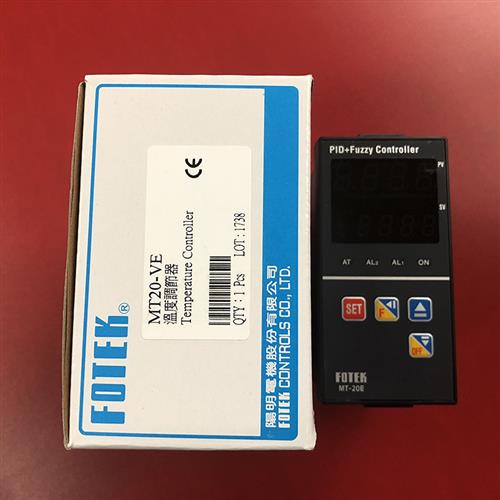 FOTEK®
MT20-VE
溫度調節器
Temperature Controller
QTY : 1 Pcs LOT: 1738
CE
陽明電機股份有限公司
FOTEK CONTROLS CO., LTD.
PID+Fuzzy Controller
PV
SV
AT AL2 AL1 ON
SET
F
OFF
FOTEK
MT-20E